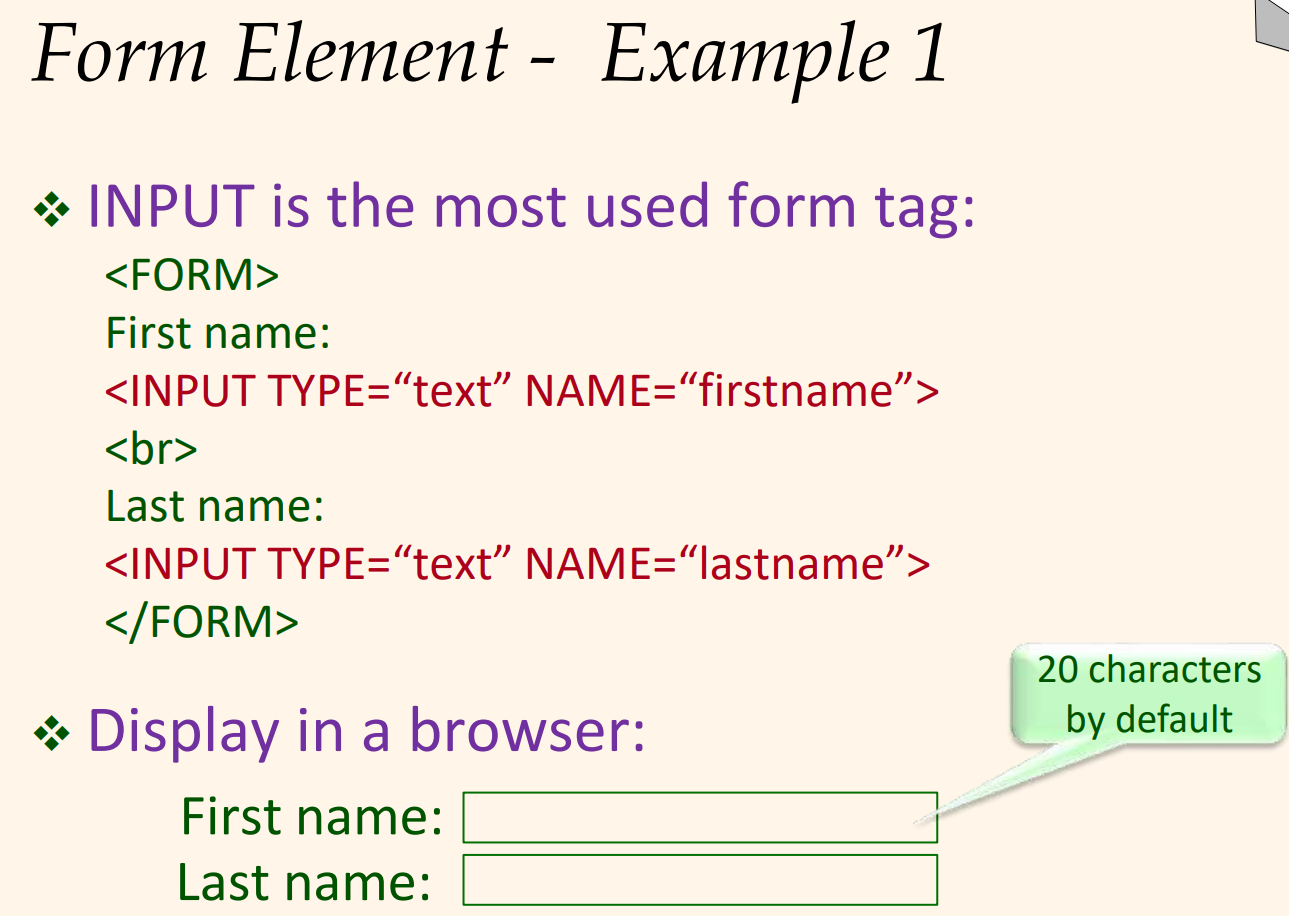 Form Element - Example 1
❖ INPUT is the most used form tag:
<FORM>
First name:
<INPUT TYPE=“text” NAME=“firstname”>
<br>
Last name:
<INPUT TYPE=“text” NAME=“lastname”>
</FORM>
20 characters
by default
❖ Display in a browser:
First name:
Last name: